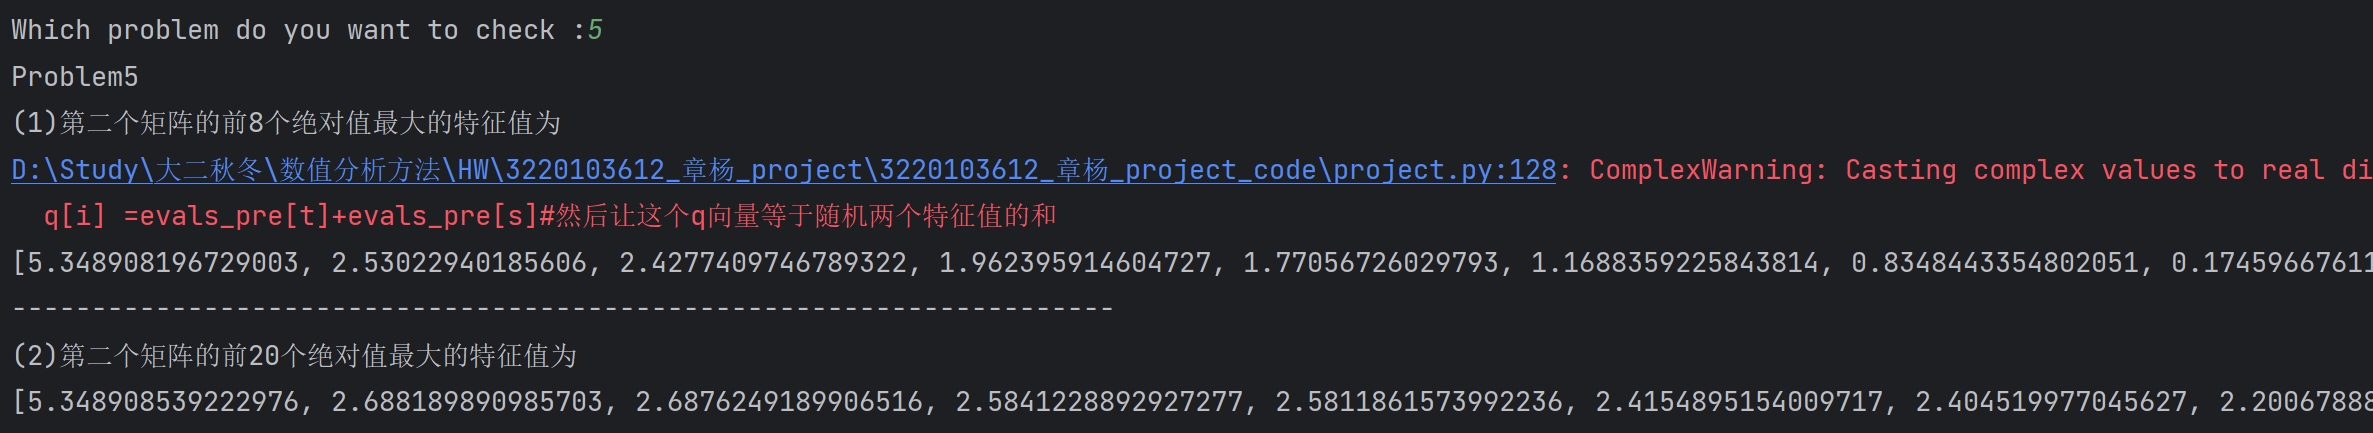 Which problem do you want to check :5
Problem5
(1)第二个矩阵的前8个绝对值最大的特征值为
D:\Study\大二秋冬\数值分析方法\HW\3220103612_章杨_project\3220103612_章杨_project_code\project.py:128: ComplexWarning: Casting complex values to real di
q[i] =evals_pre[t]+evals_pre[s]#然后让这个q向量等于随机两个特征值的和
[5.348908196729003, 2.53022940185606, 2.4277409746789322, 1.962395914604727, 1.77056726029793, 1.1688359225843814, 0.8348443354802051, 0.17459667611
---------------------------------------------------------------------
(2)第二个矩阵的前20个绝对值最大的特征值为
[5.348908539222976, 2.688189890985703, 2.6876249189906516, 2.5841228892927277, 2.5811861573992236, 2.4154895154009717, 2.404519977045627, 2.20067888